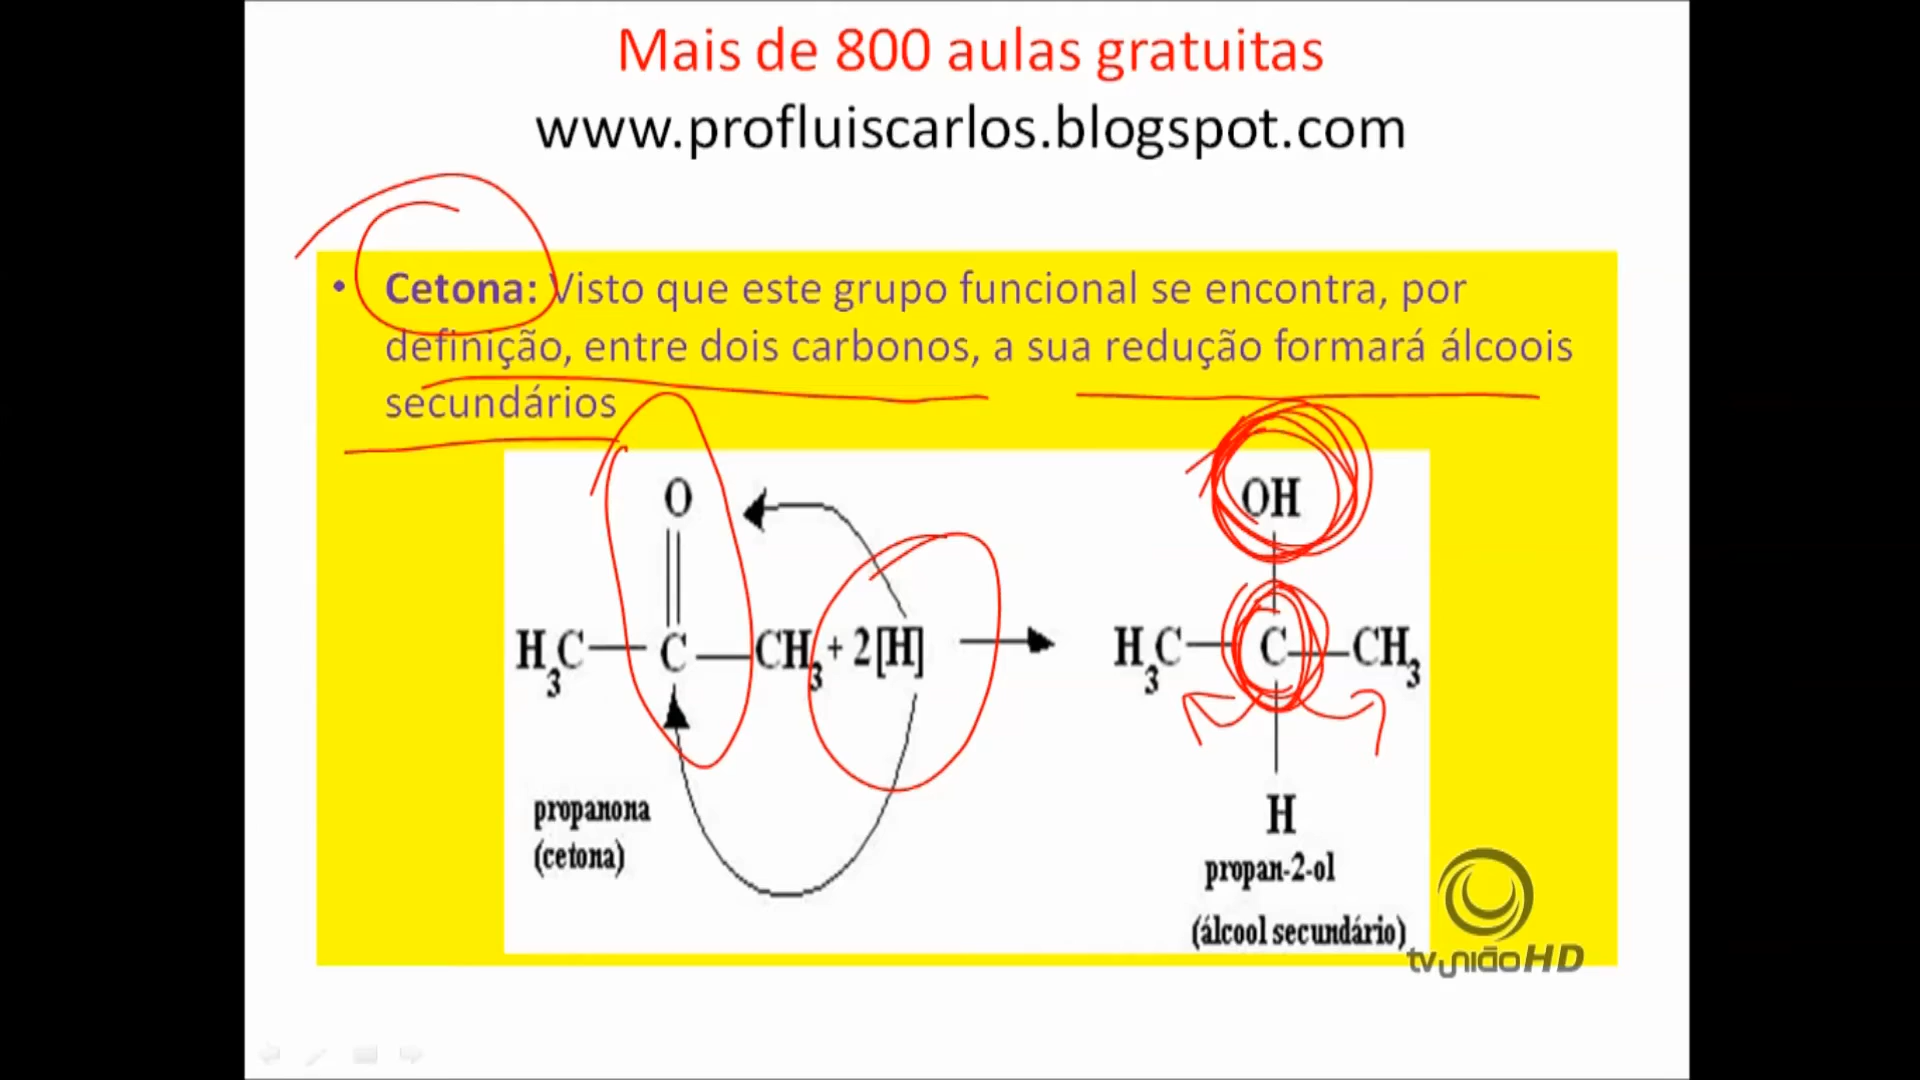 Mais de 800 aulas gratuitas
www.profluiscarlos.blogspot.com
• Cetona: Visto que este grupo funcional se encontra, por
definição, entre dois carbonos, a sua redução formará álcoois
secundários
O
OH
H3C—C—CH3 + 2[H]
H3C—C—CH3
H
propanona
(cetona)
propan-2-ol
(álcool secundário)
tv uniãoHD